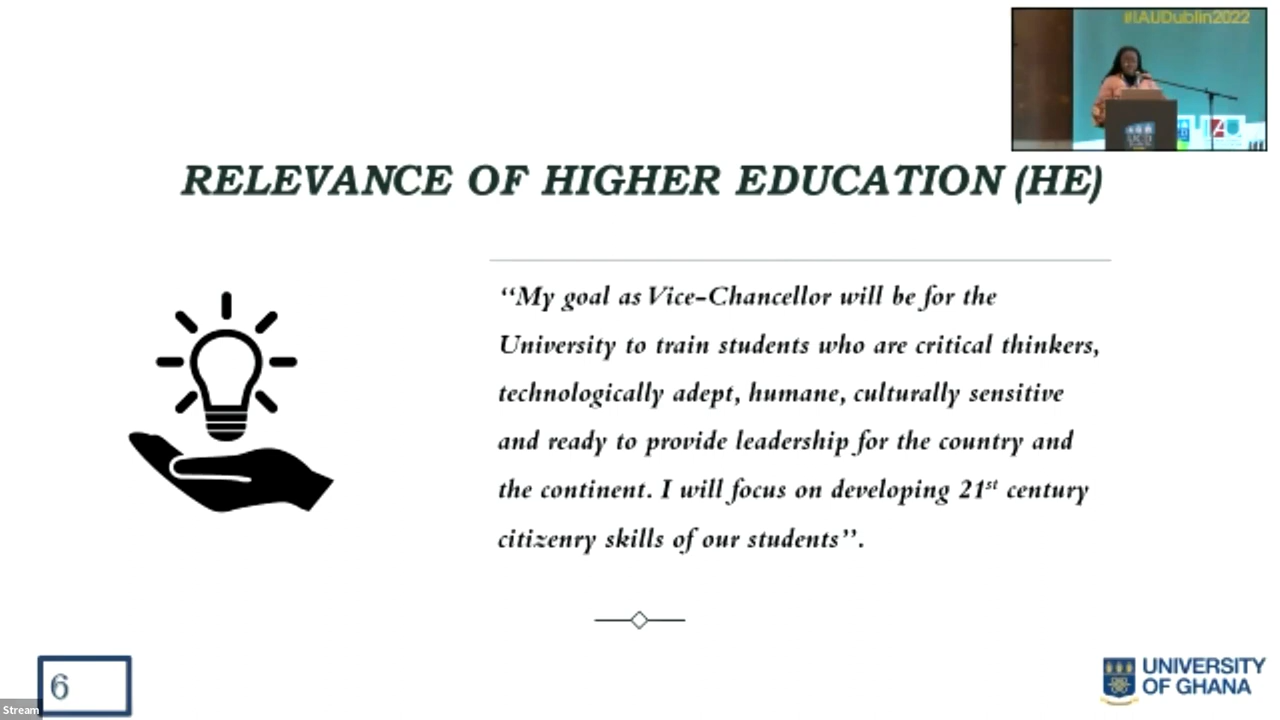 #IAUDublin2022
RELEVANCE OF HIGHER EDUCATION (HE)
“My goal as Vice-Chancellor will be for the
University to train students who are critical thinkers,
technologically adept, humane, culturally sensitive
and ready to provide leadership for the country and
the continent. I will focus on developing 21st century
citizenry skills of our students”.
6
Stream
UNIVERSITY
OF GHANA